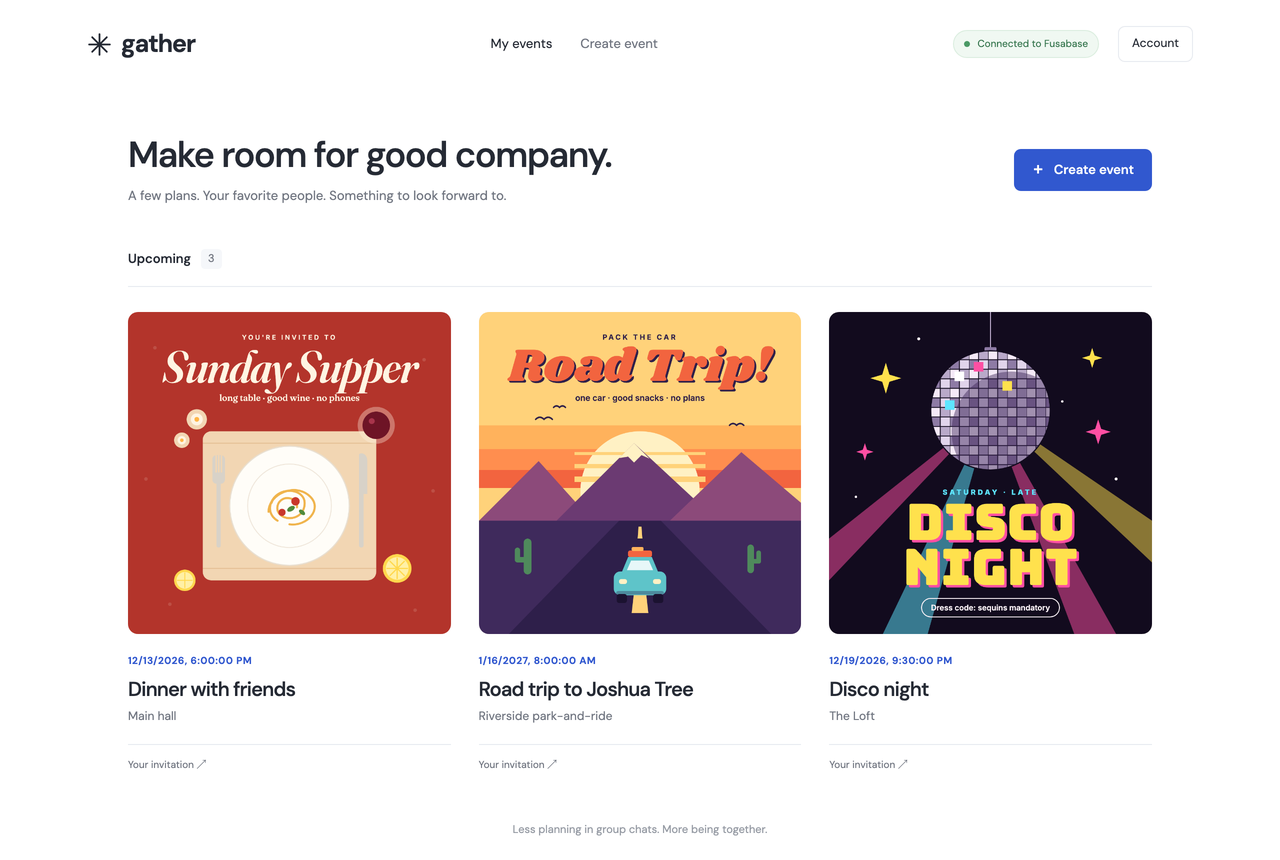 gather
My events
Create event
Connected to Fusabase
Account
Make room for good company.
A few plans. Your favorite people. Something to look forward to.
+ Create event
Upcoming 3
YOU'RE INVITED TO
Sunday Supper
long table · good wine · no phones
12/13/2026, 6:00:00 PM
Dinner with friends
Main hall
Your invitation ↗
PACK THE CAR
Road Trip!
one car · good snacks · no plans
1/16/2027, 8:00:00 AM
Road trip to Joshua Tree
Riverside park-and-ride
Your invitation ↗
SATURDAY · LATE
DISCO
NIGHT
Dress code: sequins mandatory
12/19/2026, 9:30:00 PM
Disco night
The Loft
Your invitation ↗
Less planning in group chats. More being together.